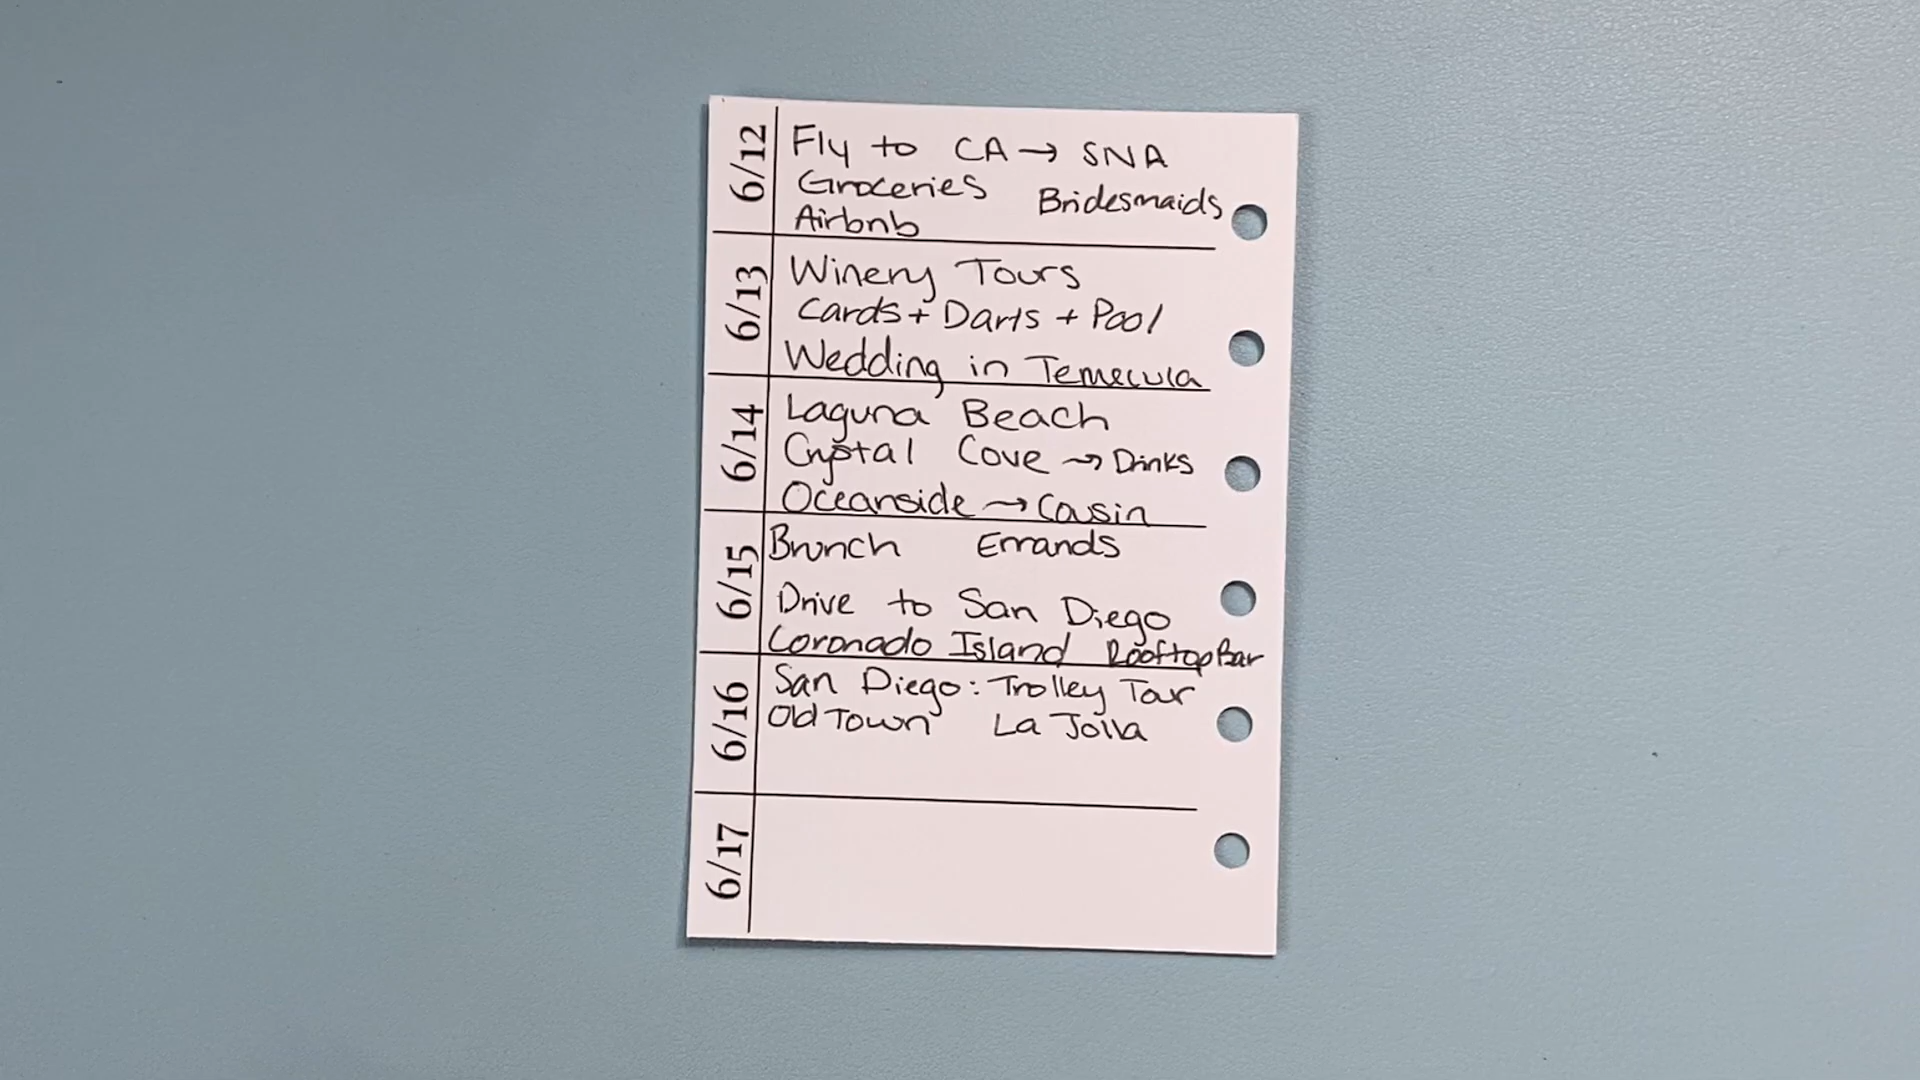 6/12
Fly to CA → SNA
Groceries Bridesmaids
Airbnb
6/13
Winery Tours
Cards + Darts + Pool
Wedding in Temecula
6/14
Laguna Beach
Crystal Cove → Drinks
Oceanside → Cousin
6/15
Brunch Errands
Drive to San Diego
Coronado Island Rooftop Bar
6/16
San Diego: Trolley Tour
Old Town La Jolla
6/17